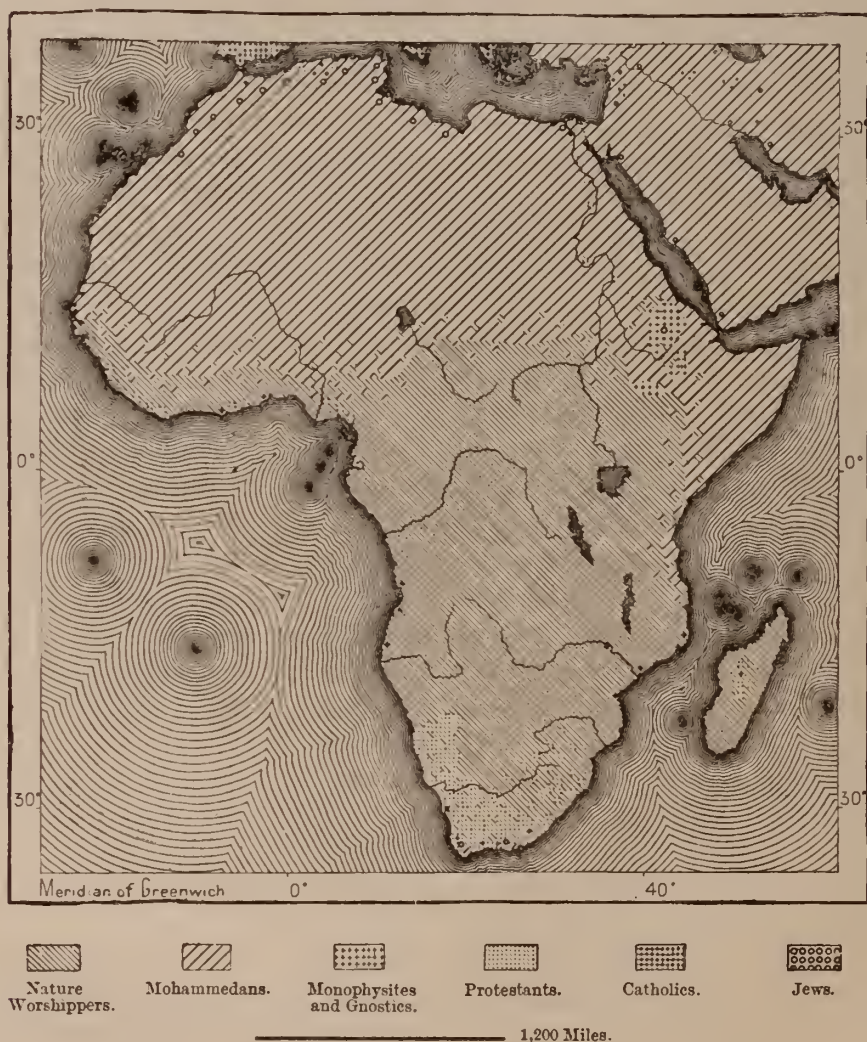 30°
30°
0°
0°
30°
30°
Meridian of Greenwich
0°
40°
Nature
Worshippers.
Mohammedans.
Monophysites
and Gnostics.
Protestants.
Catholics.
Jews.
1,200 Miles.